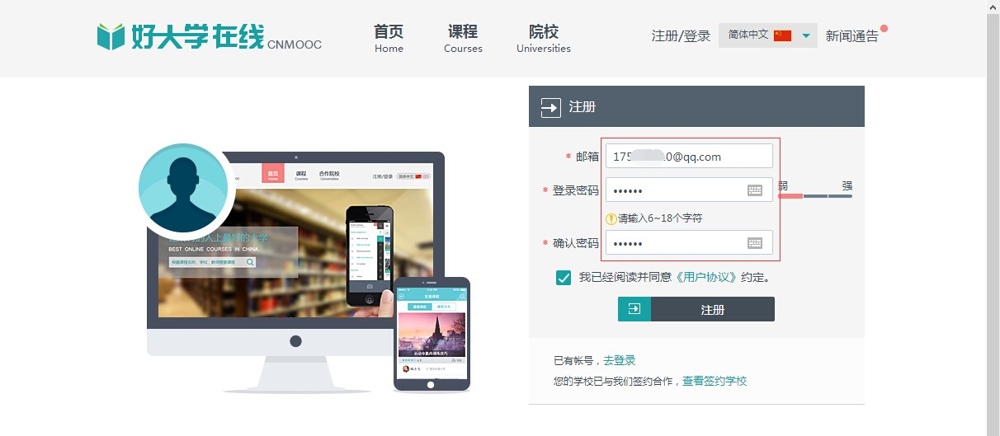 好大学在线 CNMOOC
首页 课程 院校
Home Courses Universities
注册/登录 简体中文 新闻通告
注册
* 邮箱 175 0@qq.com
* 登录密码 ••••••
弱 强
请输入6~18个字符
* 确认密码 ••••••
我已经阅读并同意《用户协议》约定。
注册
已有帐号，去登录
您的学校已与我们签约合作，查看签约学校
首页 课程 合作院校
Home Courses Universities
注册/登录 简体中文
的人上最好的大学
BEST ONLINE COURSES IN CHINA